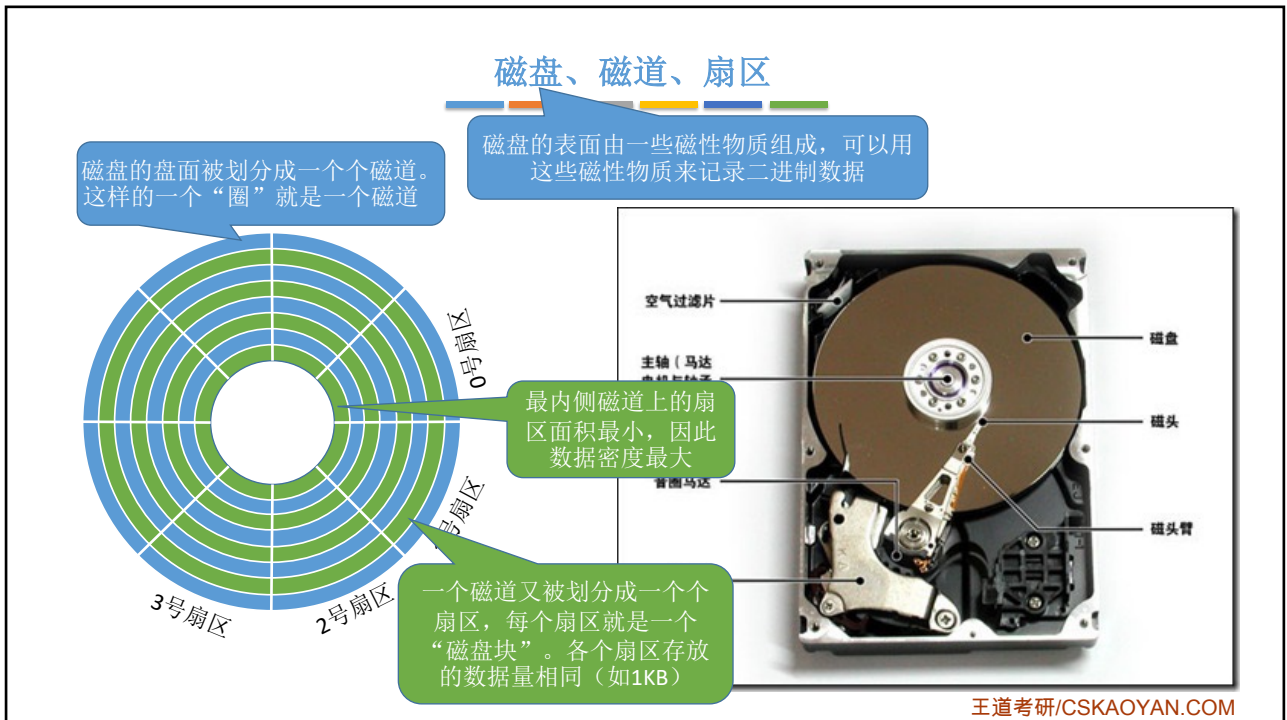 磁盘、磁道、扇区
磁盘的表面由一些磁性物质组成，可以用
这些磁性物质来记录二进制数据
磁盘的盘面被划分成一个个磁道。
这样的一个“圈”就是一个磁道
0号扇区
号扇区
2号扇区
3号扇区
最内侧磁道上的扇
区面积最小，因此
数据密度最大
一个磁道又被划分成一个个
扇区，每个扇区就是一个
“磁盘块”。各个扇区存放
的数据量相同（如1KB）
空气过滤片
主轴（马达
音圈马达
磁盘
磁头
磁头臂
王道考研/CSKAOYAN.COM